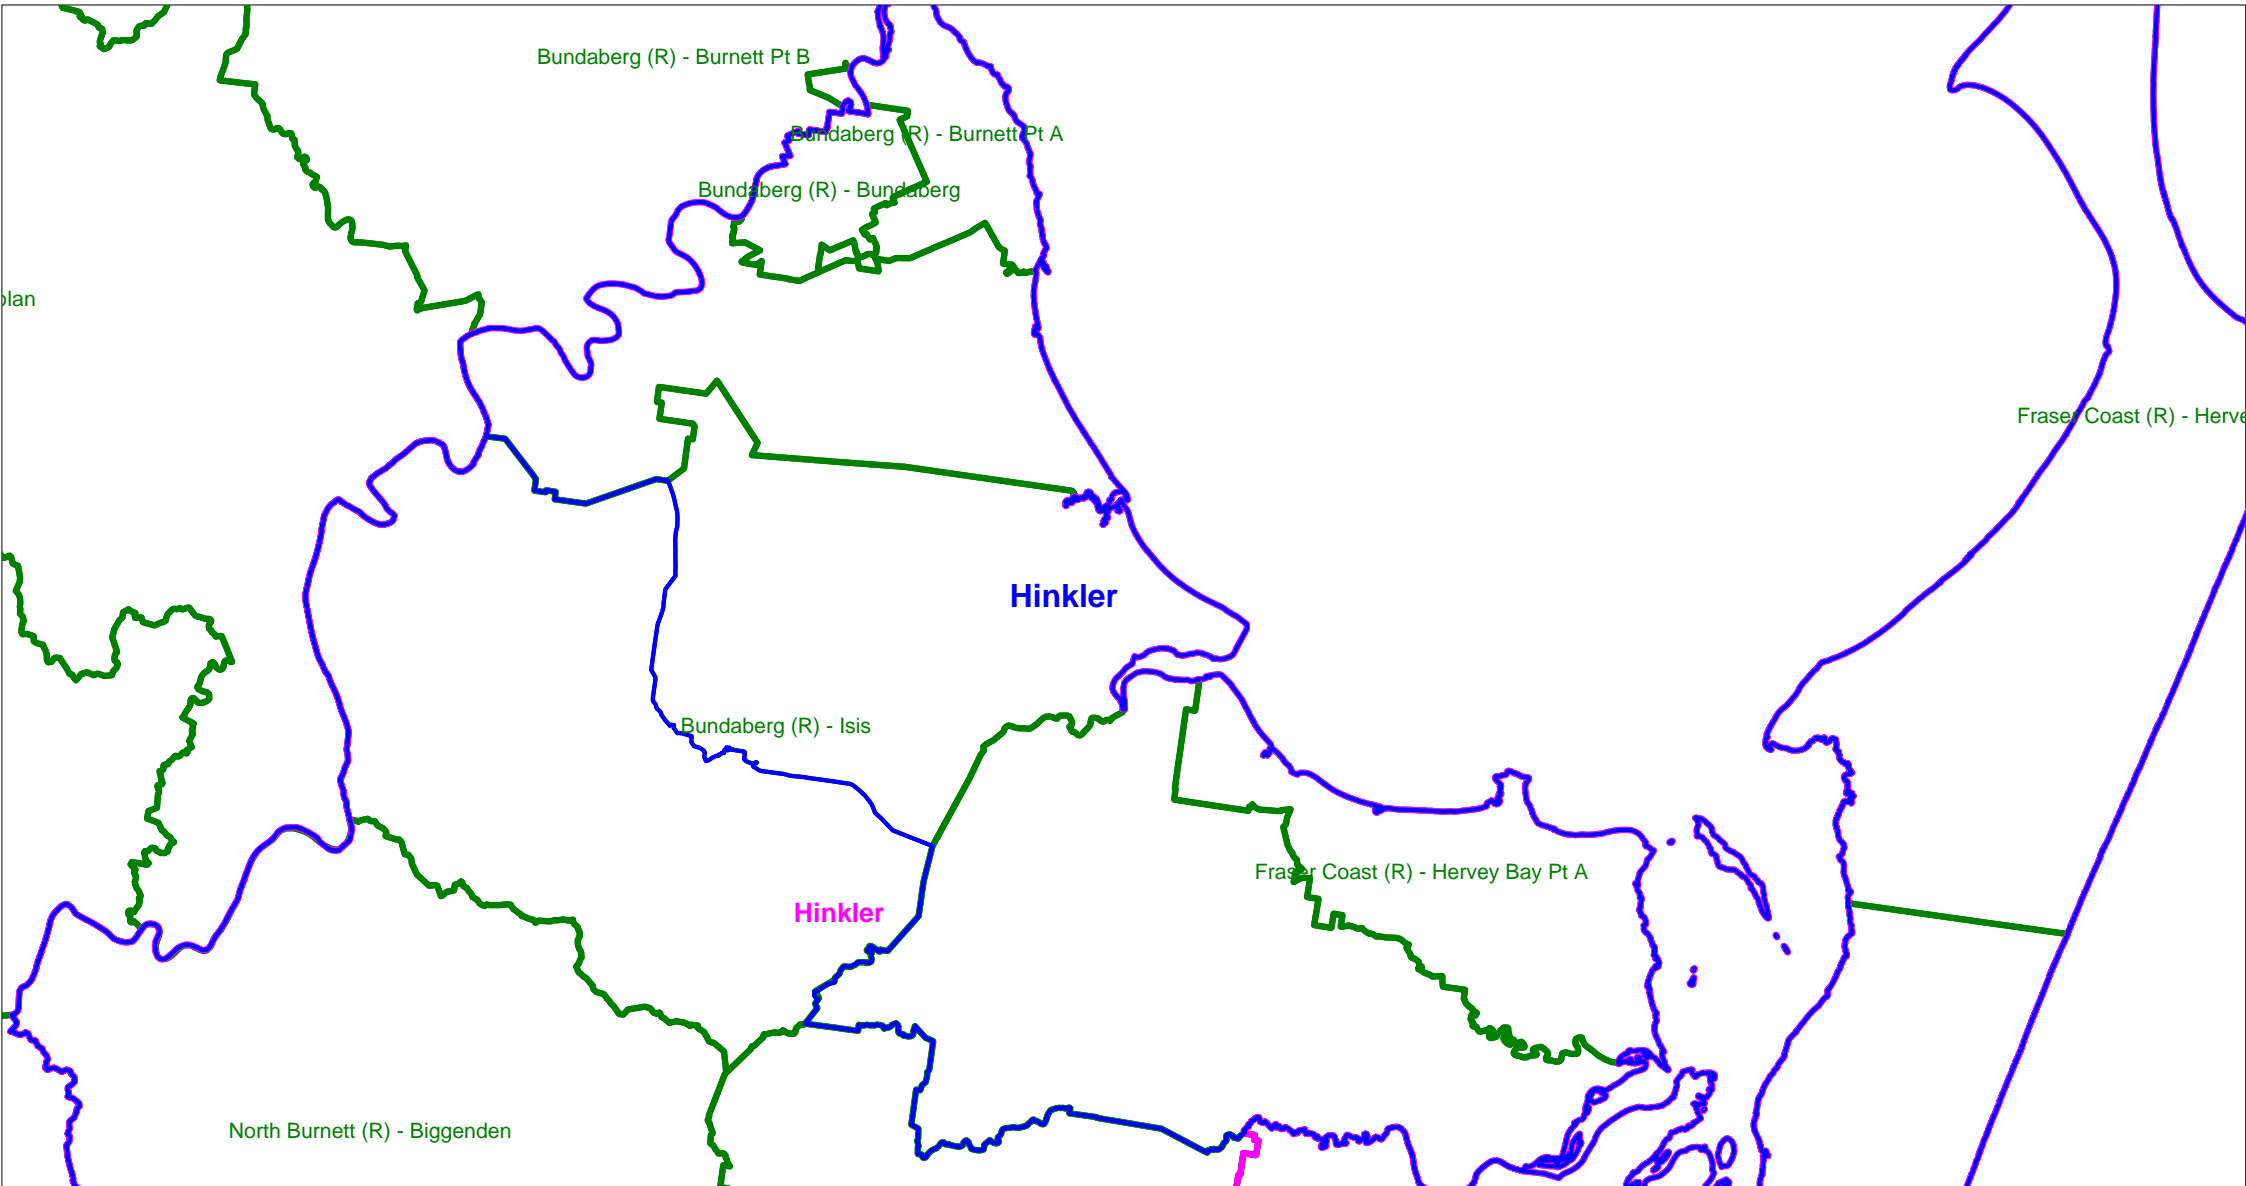 Bundaberg (R) - Burnett Pt B
Bundaberg (R) - Burnett Pt A
Bundaberg (R) - Bundaberg
olan
Fraser Coast (R) - Herve
Hinkler
Bundaberg (R) - Isis
Fraser Coast (R) - Hervey Bay Pt A
Hinkler
North Burnett (R) - Biggenden